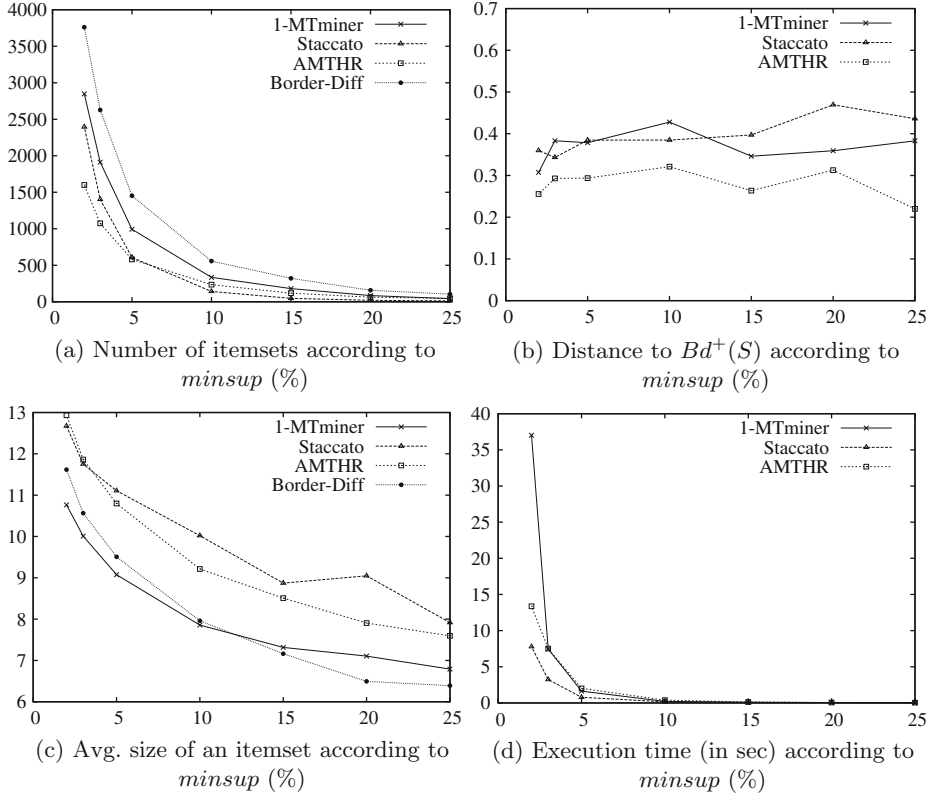 4000
3500
3000
2500
2000
1500
1000
500
0
0 5 10 15 20 25
1-MTminer
Staccato
AMTHR
Border-Diff
(a) Number of itemsets according to
minsup (%)
0.7
0.6
0.5
0.4
0.3
0.2
0.1
0
0 5 10 15 20 25
1-MTminer
Staccato
AMTHR
(b) Distance to Bd⁺(S) according to
minsup (%)
13
12
11
10
9
8
7
6
0 5 10 15 20 25
1-MTminer
Staccato
AMTHR
Border-Diff
(c) Avg. size of an itemset according to
minsup (%)
40
35
30
25
20
15
10
5
0
0 5 10 15 20 25
1-MTminer
Staccato
AMTHR
(d) Execution time (in sec) according to
minsup (%)